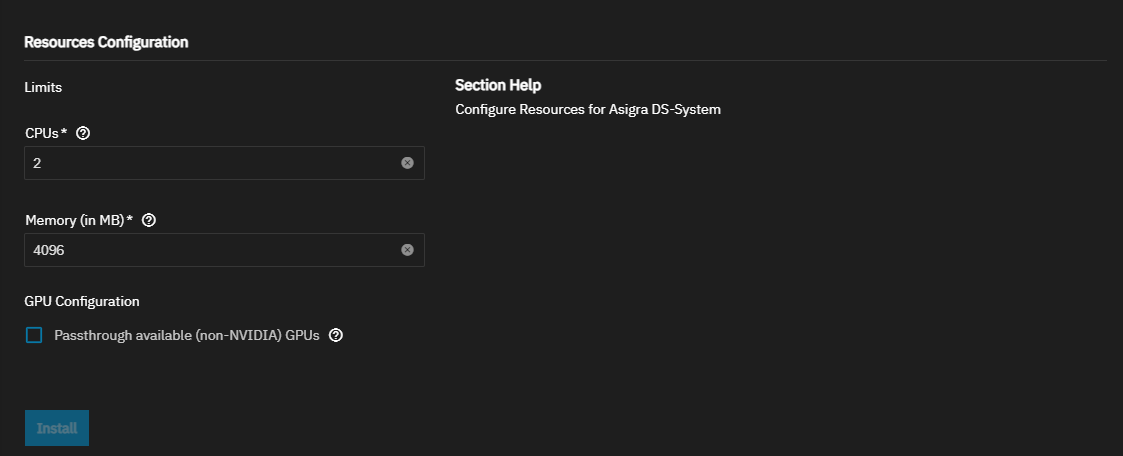 Resources Configuration
Limits
Section Help
Configure Resources for Asigra DS-System
CPUs*
2
Memory (in MB)*
4096
GPU Configuration
Passthrough available (non-NVIDIA) GPUs
Install